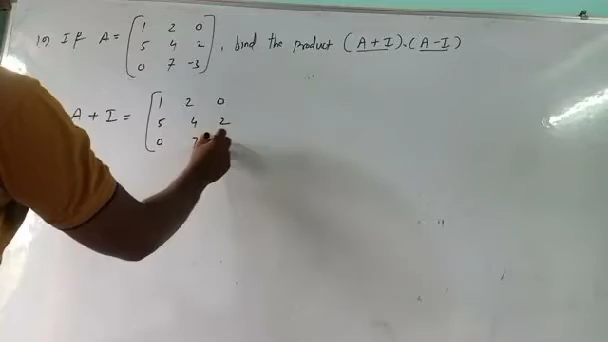 10) If A = [1 2 0
5 4 2
0 7 -3], find the product (A+I).(A-I)
A + I = [1 2 0
5 4 2
0 7